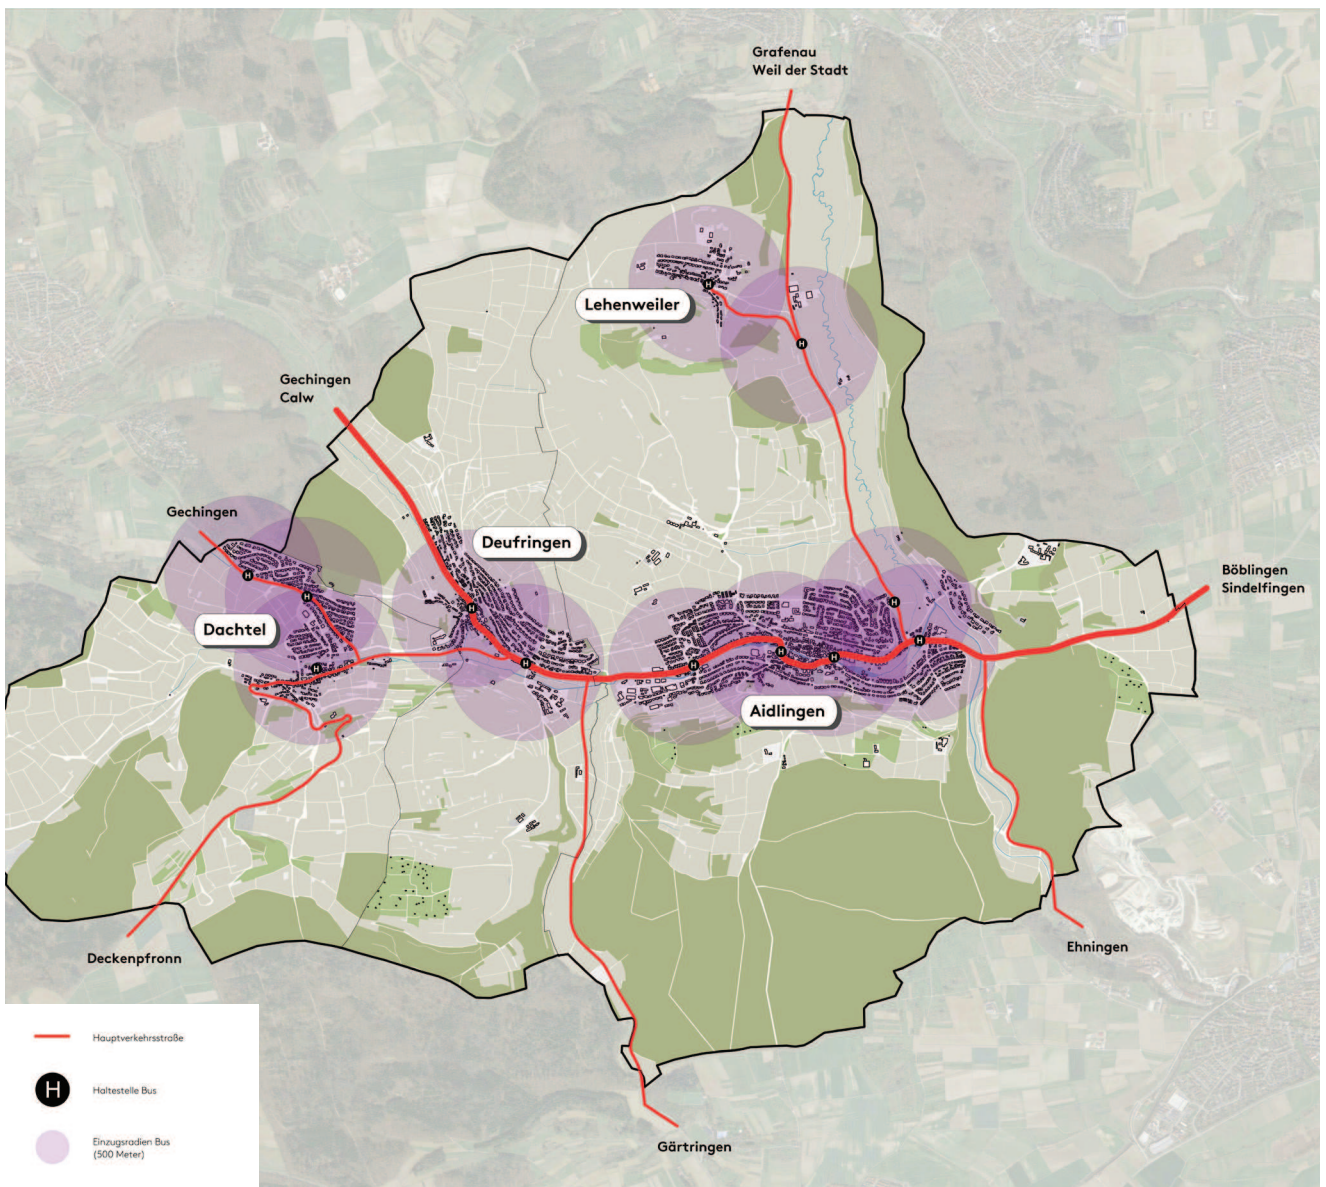 Grafenau
Weil der Stadt
H
Lehenweiler
H
Gechingen
Calw
Gechingen
Deufringen
Böblingen
Sindelfingen
H
H
H
H
Dachtel
H
H
H
H
H
H
H
Aidlingen
Deckenpfronn
Ehningen
Gärtringen
Hauptverkehrsstraße
H
Haltestelle Bus
Einzugsradien Bus
(500 Meter)